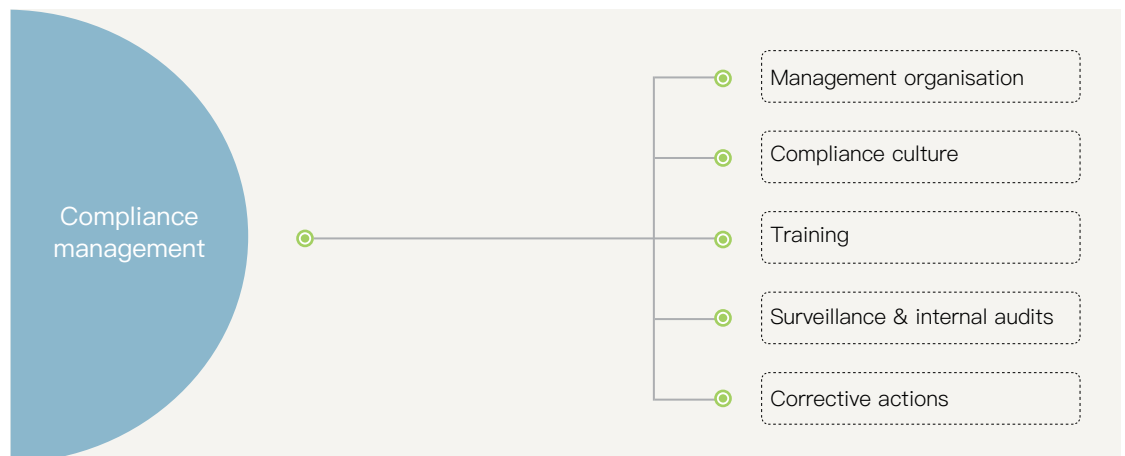 Compliance
management
Management organisation
Compliance culture
Training
Surveillance & internal audits
Corrective actions